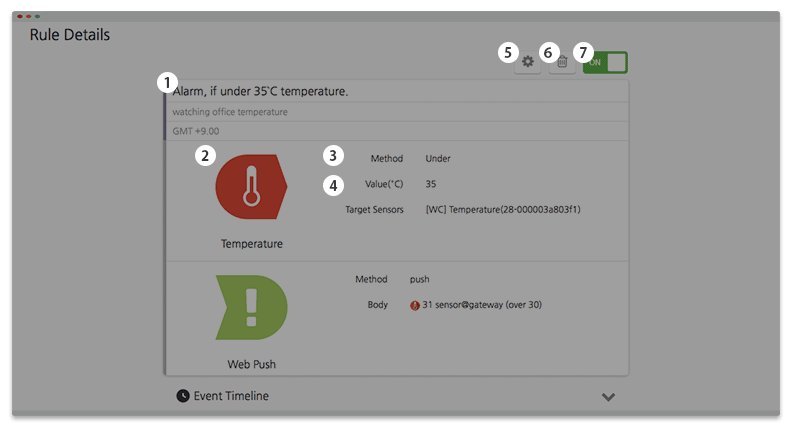 Rule Details
5 6 7
ON
1
Alarm, if under 35°C temperature.
watching office temperature
GMT +9.00
2
3 Method Under
4 Value(°C) 35
Target Sensors [WC] Temperature(28-000003a803f1)
Temperature
Method push
Body 31 sensor@gateway (over 30)
Web Push
Event Timeline